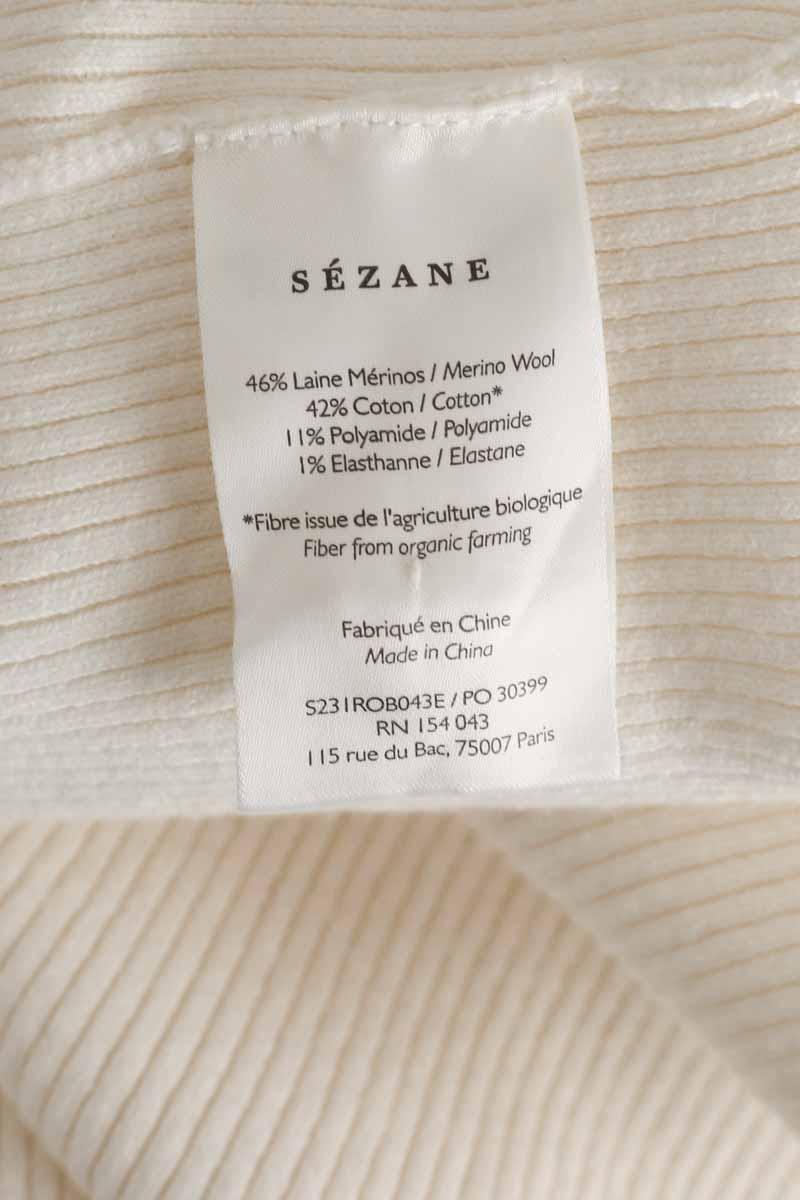 SÉZANE
46% Laine Mérinos / Merino Wool
42% Coton / Cotton*
11% Polyamide / Polyamide
1% Elasthanne / Elastane
*Fibre issue de l'agriculture biologique
Fiber from organic farming
Fabriqué en Chine
Made in China
S231ROB043E / PO 30399
RN 154 043
115 rue du Bac, 75007 Paris